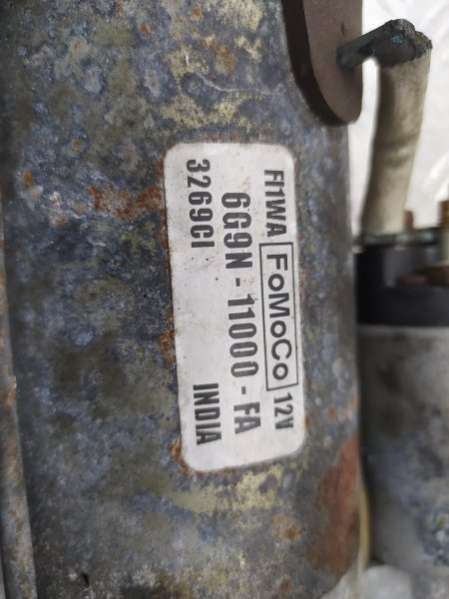 FI1WA FoMoCo 12V
6G9N - 11000 - FA
3269CI INDIA